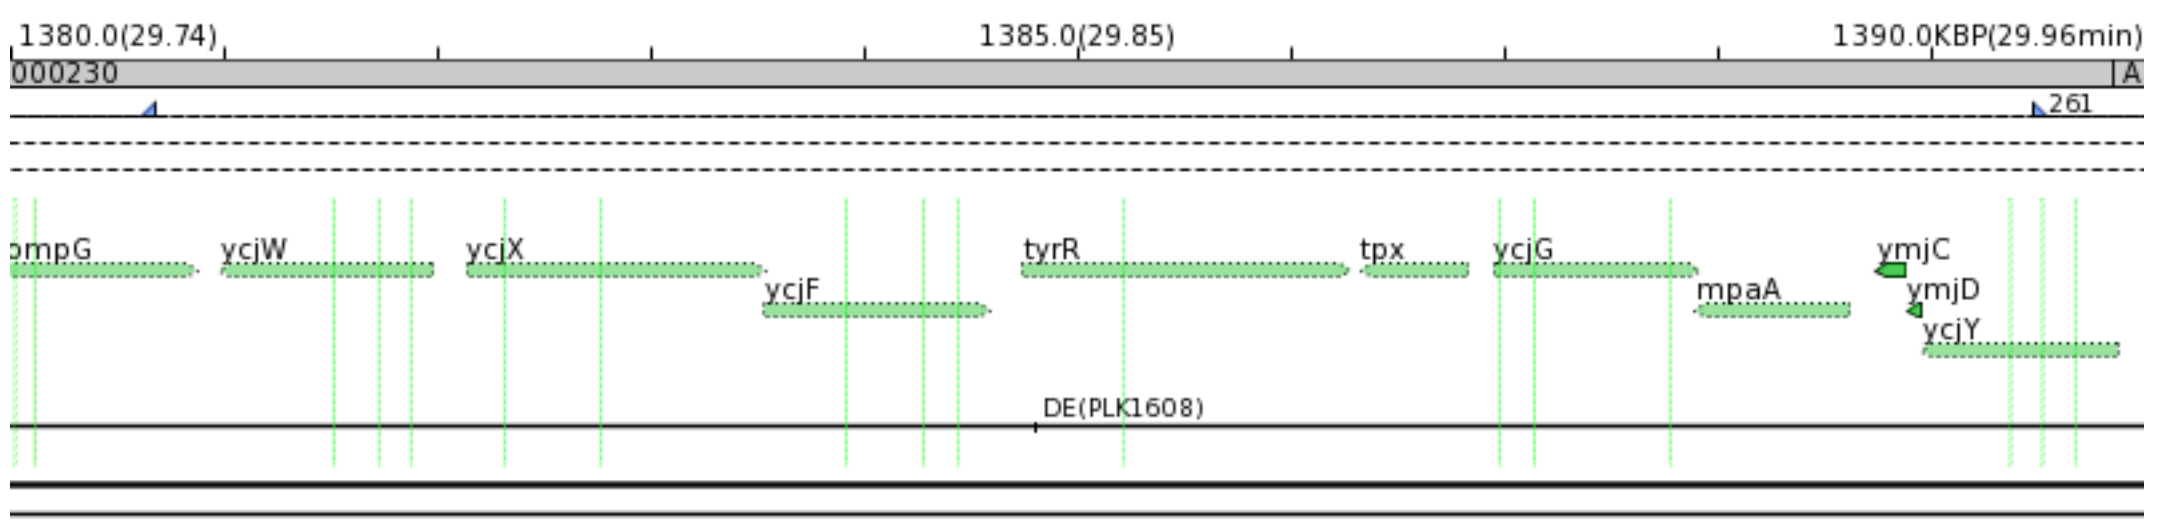 1380.0(29.74) 1385.0(29.85) 1390.0KBP(29.96min)
000230 A
261
ompG ycjW ycjX tyrR tpx ycjG ymjC
ycjF mpaA ymjD
ycjY
DE(PLK1608)